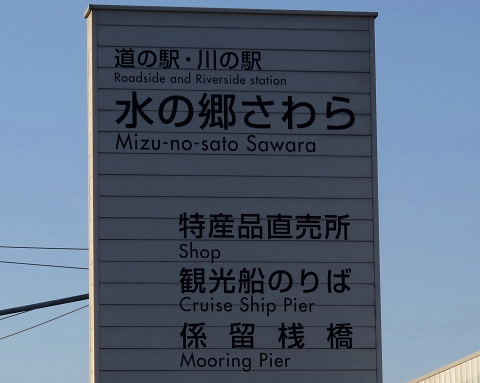 道の駅・川の駅
Roadside and Riverside station
水の郷さわら
Mizu-no-sato Sawara
特産品直売所
Shop
観光船のりば
Cruise Ship Pier
係留桟橋
Mooring Pier